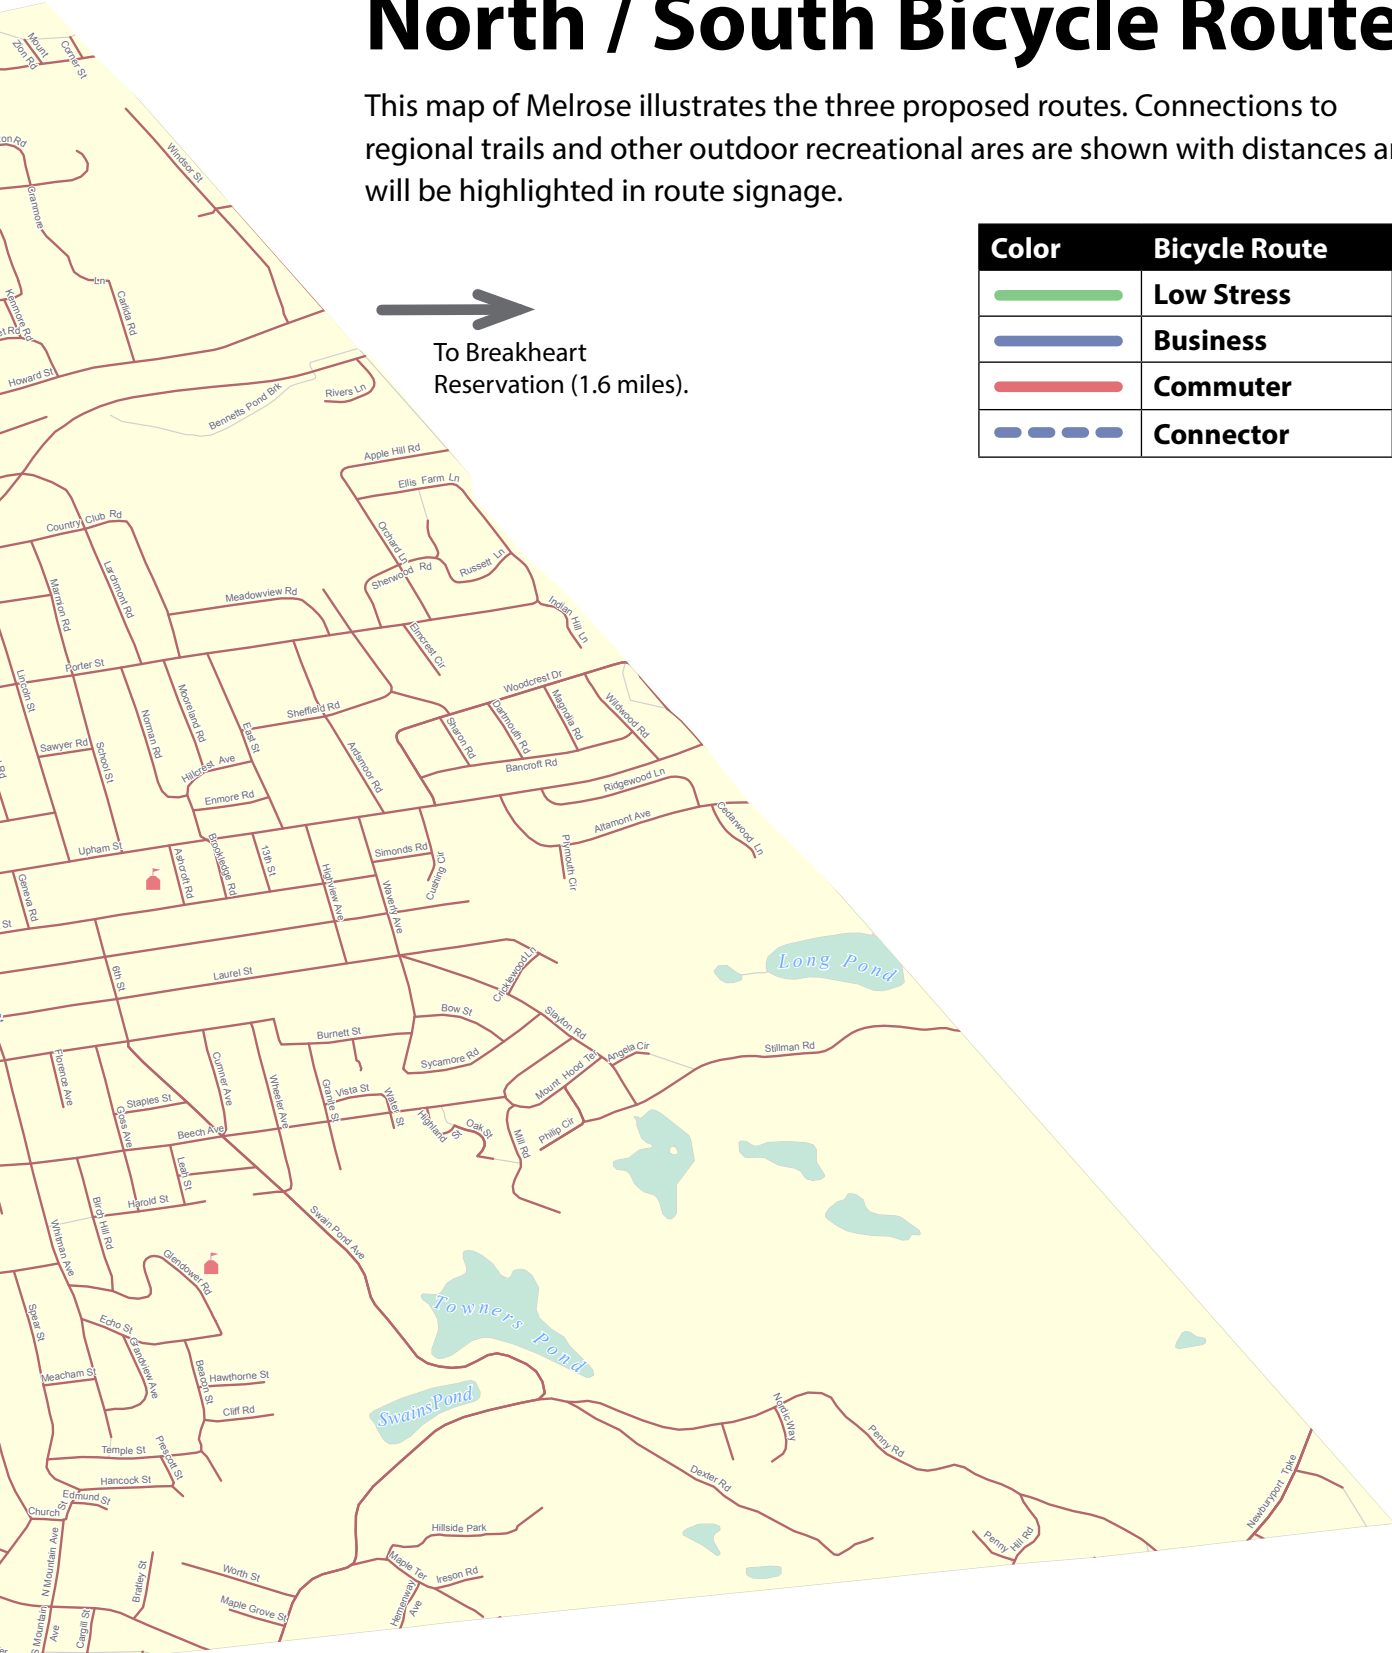 North / South Bicycle Route
This map of Melrose illustrates the three proposed routes. Connections to
regional trails and other outdoor recreational ares are shown with distances
will be highlighted in route signage.
Color Bicycle Route
Low Stress
Business
Commuter
Connector
To Breakheart
Reservation (1.6 miles).
Mount
Zion Rd
Corner St
Windsor St
Cranmore
Ln
Carlida Rd
Kenmore Rd
Howard St
Bennetts Pond Brk
Rivers Ln
Apple Hill Rd
Ellis Farm Ln
Orchard Ln
Sherwood Rd
Russett Ln
Indian Hill Ln
Country Club Rd
Larchmont Rd
Marmion Rd
Meadowview Rd
Elmcrest Cir
Porter St
Lincoln St
Woodcrest Dr
Mooreland Rd
Norman Rd
Sheffield Rd
East St
Sharon Rd
Dartmouth Rd
Magnolia Rd
Wildwood Rd
Sawyer Rd
School St
Hillcrest Ave
Ardsmoor Rd
Bancroft Rd
Ridgewood Ln
Enmore Rd
Altamont Ave
Cedarwood Ln
Upham St
Ashcroft Rd
Brookledge Rd
13th St
Simonds Rd
Cushing Cir
Plymouth Cir
Geneva Rd
Highview Ave
Waverly Ave
St
6th St
Laurel St
Cricklewood Ln
Long Pond
Bow St
Slayton Rd
Burnett St
Sycamore Rd
Mount Hood Ter
Angela Cir
Stillman Rd
Florence Ave
Cumner Ave
Wheeler Ave
Granite St
Vista St
Water St
Staples St
Goss Ave
Beech Ave
Highland
St
Oak St
Mill Rd
Philip Cir
Leah St
Harold St
Birch Hill Rd
Whitman Ave
Swain Pond Ave
Glendower Rd
Towners Pond
Spear St
Echo St
Grandview Ave
Meacham St
Beacon St
Hawthorne St
Cliff Rd
Swains Pond
Nordic Way
Penny Rd
Temple St
Prescott St
Hancock St
Edmund St
Church St
Dexter Rd
Newburyport Tpke
Penny Hill Rd
Hillside Park
Maple Ter
Ireson Rd
Hemenway
Ave
N Mountain Ave
Bratley St
Worth St
Maple Grove St
S Mountain
Ave
Cargill St